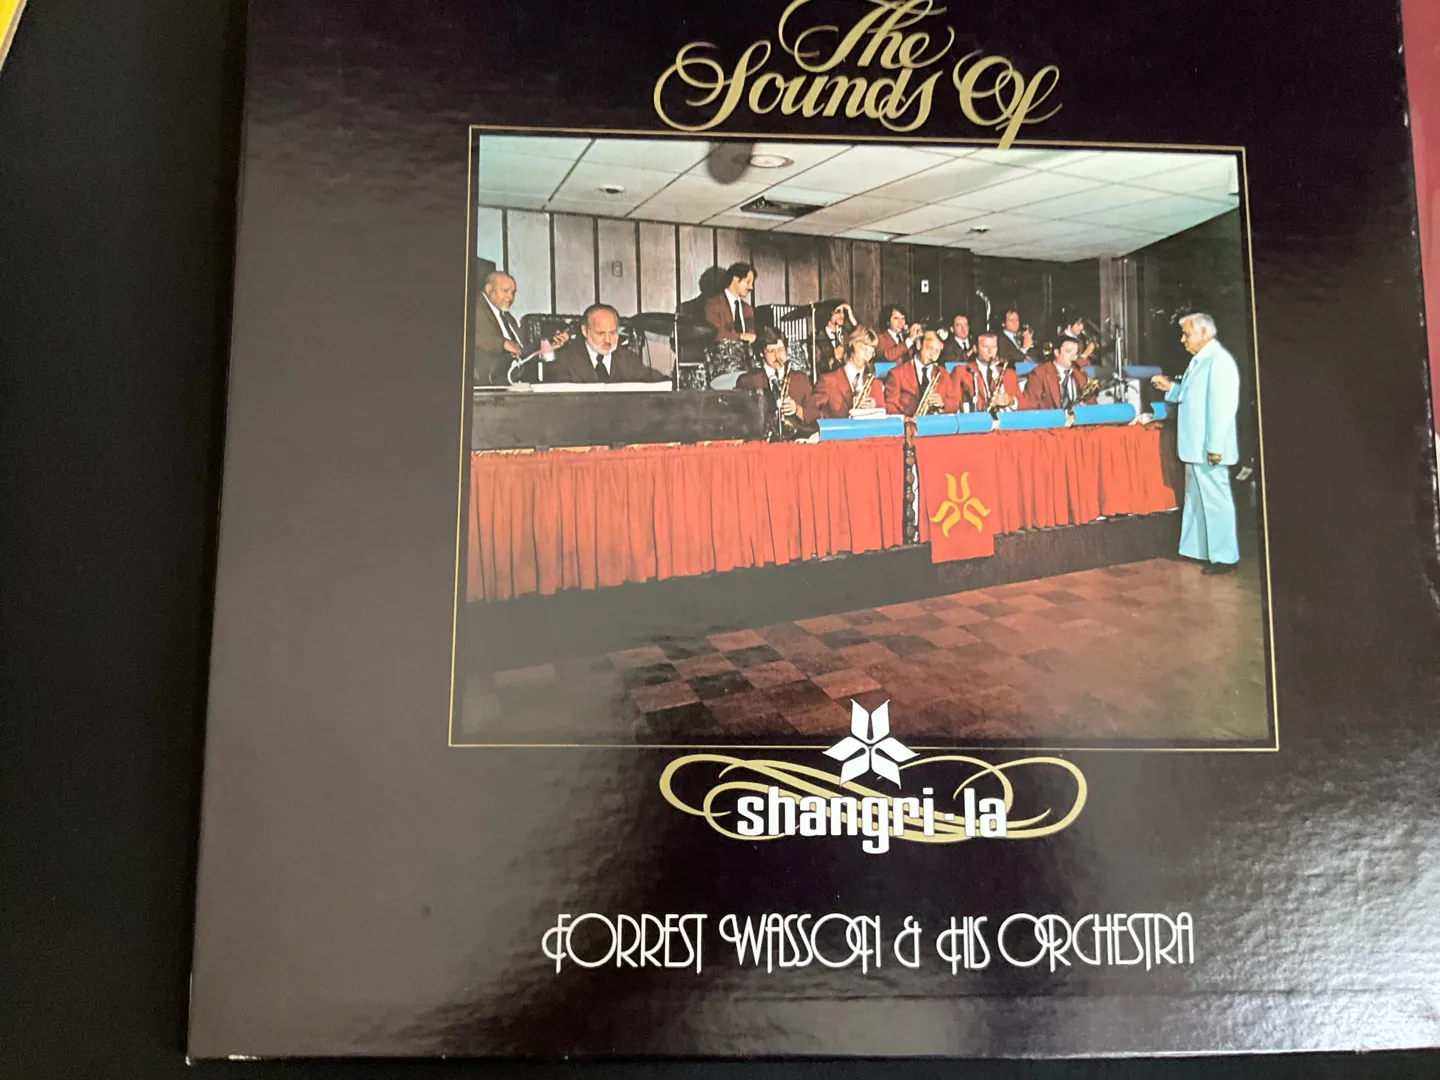 The
Sounds Of
shangri-la
FORREST WASSON & HIS ORCHESTRA